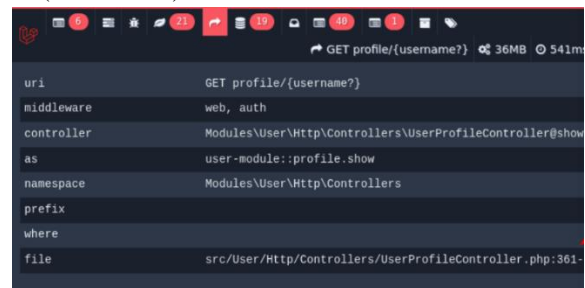 6 21 19 40 1
GET profile/{username?} 36MB 541ms
uri GET profile/{username?}
middleware web, auth
controller Modules\User\Http\Controllers\UserProfileController@show
as user-module::profile.show
namespace Modules\User\Http\Controllers
prefix
where
file src/User/Http/Controllers/UserProfileController.php:361-